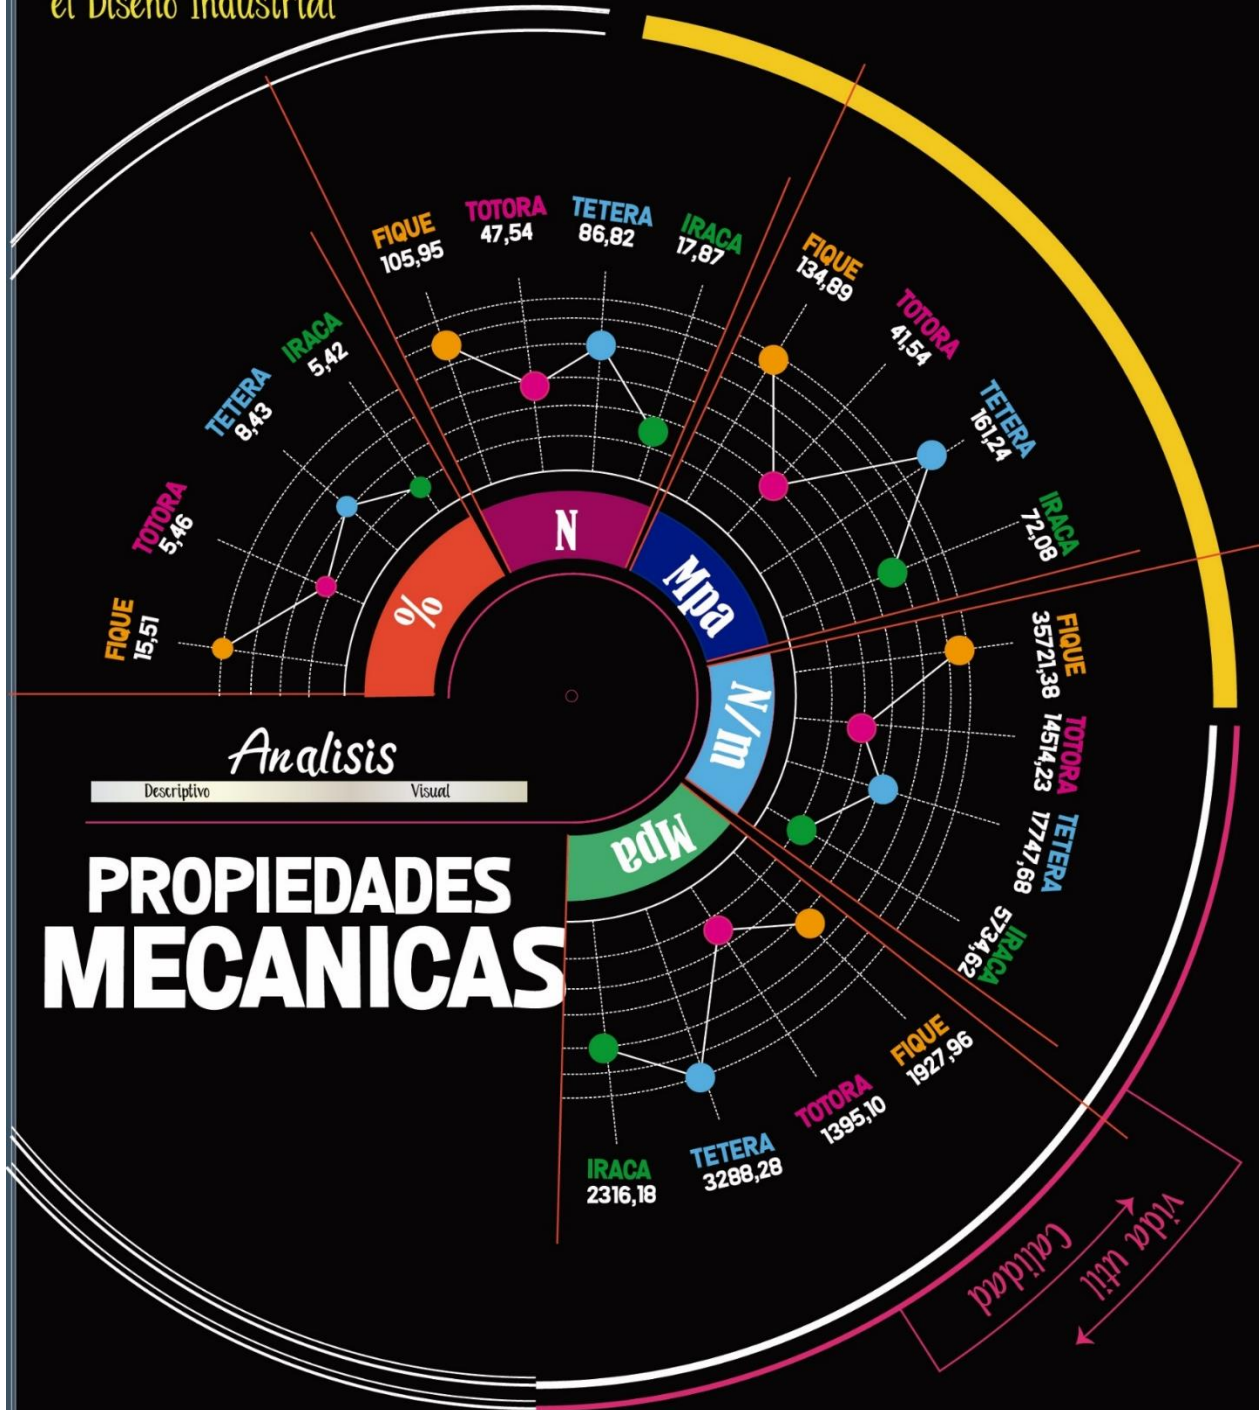 el Diseño Industrial
FIQUE
105,95
TOTORA
47,54
TETERA
86,82
IRACA
17,87
FIQUE
134,89
TOTORA
41,54
TETERA
161,24
IRACA
72,08
IRACA
5,42
TETERA
8,43
TOTORA
5,46
FIQUE
15,51
%
N
Mpa
N/m
Mpa
FIQUE
35721,38
TOTORA
14514,23
TETERA
17747,68
IRACA
5734,62
Analisis
Descriptivo Visual
PROPIEDADES
MECANICAS
FIQUE
1927,96
TOTORA
1395,10
TETERA
3288,28
IRACA
2316,18
Calidad
vida util